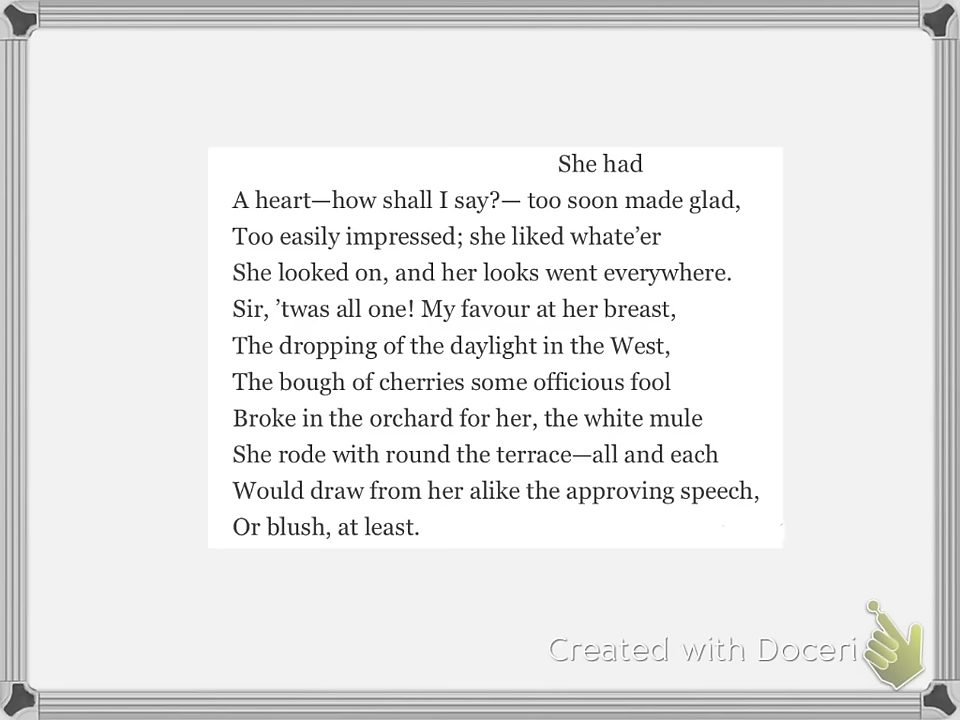 She had
A heart—how shall I say?— too soon made glad,
Too easily impressed; she liked whate’er
She looked on, and her looks went everywhere.
Sir, ’twas all one! My favour at her breast,
The dropping of the daylight in the West,
The bough of cherries some officious fool
Broke in the orchard for her, the white mule
She rode with round the terrace—all and each
Would draw from her alike the approving speech,
Or blush, at least.
Created with Doceri